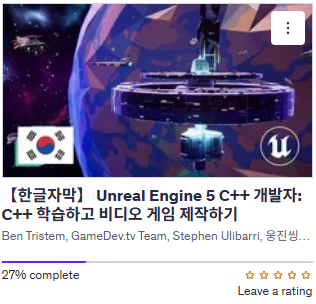 【한글자막】 Unreal Engine 5 C++ 개발자:
C++ 학습하고 비디오 게임 제작하기
Ben Tristem, GameDev.tv Team, Stephen Ulibarri, 웅진씽...
27% complete
Leave a rating